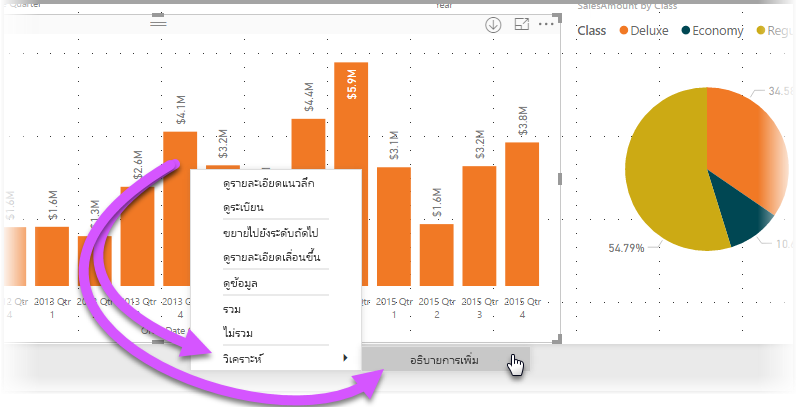 Quarter
Year
SalesAmount by Class
Class Deluxe Economy Regu
$1.6M
$1.6M
$1.3M
$2.6M
$4.1M
$3.2M
$4.4M
$5.9M
$3.1M
$1.6M
$3.2M
$3.8M
34.5
10.6
54.79%
ดูรายละเอียดแนวลึก
ดูระเบียน
ขยายไปยังระดับถัดไป
ดูรายละเอียดเลื่อนขึ้น
ดูข้อมูล
รวม
ไม่รวม
วิเคราะห์
อธิบายการเพิ่ม
2013 Qtr 1
2013 Qtr
2013 Qtr
2013 Qtr 4
2015 Qtr 1
2015 Qtr 2
2015 Qtr 3
2015 Qtr 4
Date